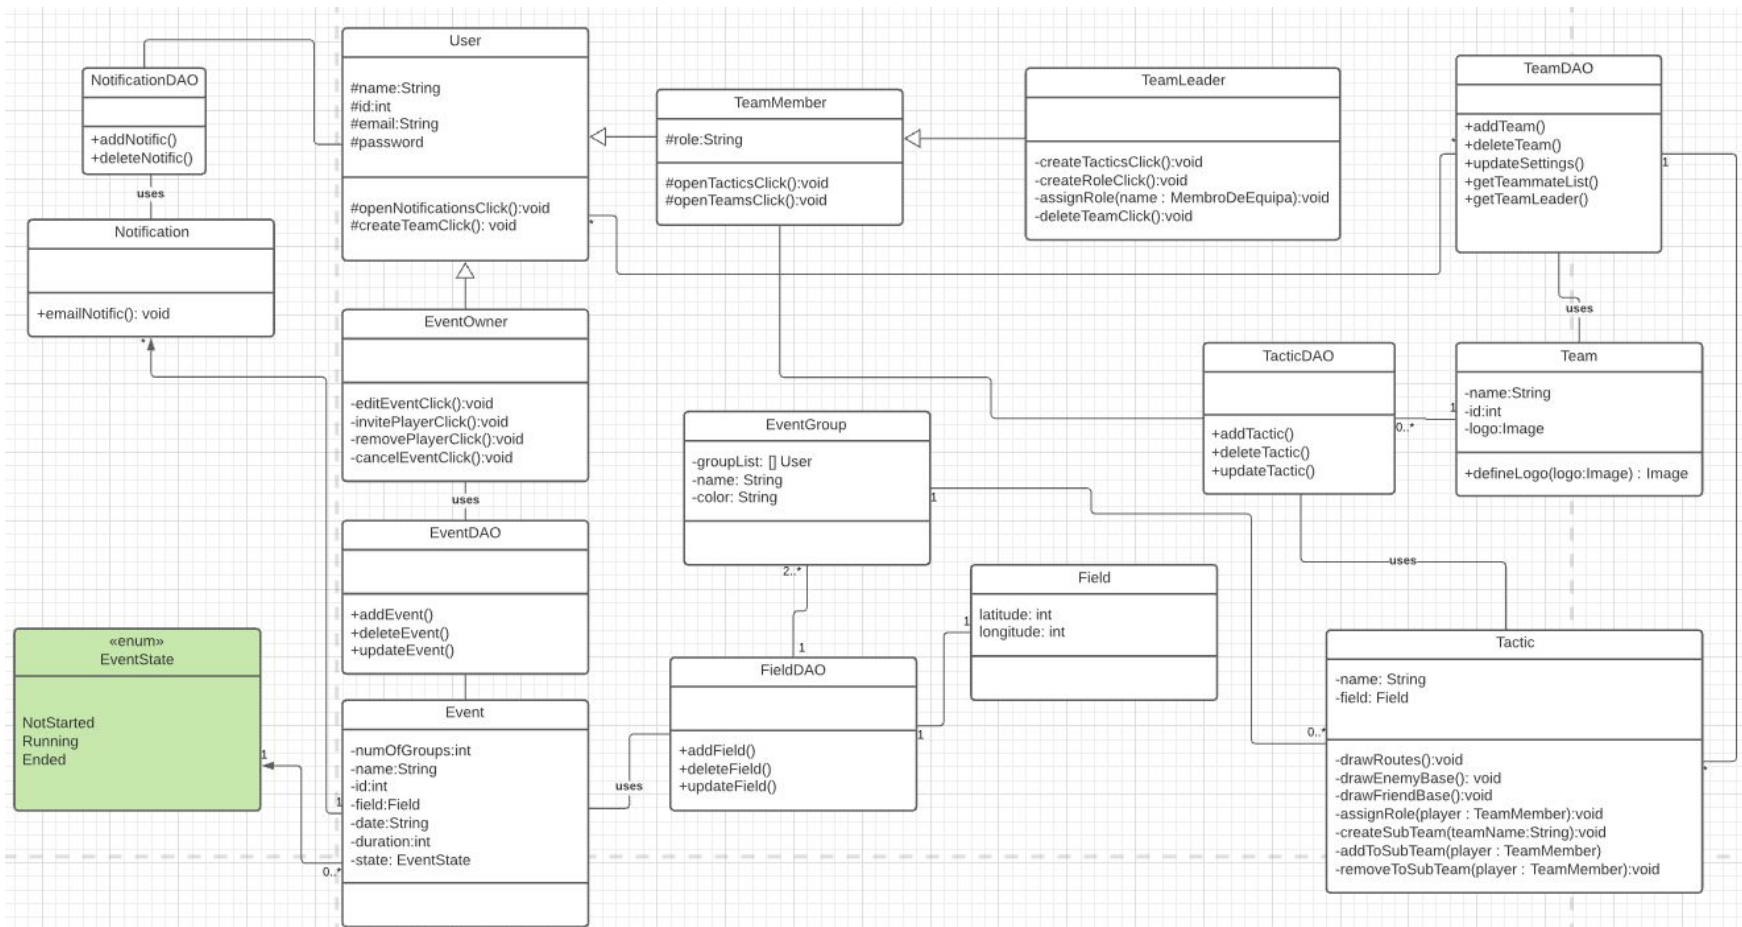 User
#name:String
#id:int
#email:String
#password
#openNotificationsClick():void
#createTeamClick(): void
NotificationDAO
+addNotific()
+deleteNotific()
uses
Notification
+emailNotific(): void
*
TeamMember
#role:String
#openTacticsClick():void
#openTeamsClick():void
TeamLeader
-createTacticsClick():void
-createRoleClick():void
-assignRole(name : MembroDeEquipa):void
-deleteTeamClick():void
TeamDAO
+addTeam()
+deleteTeam()
+updateSettings()
+getTeammateList()
+getTeamLeader()
*
1
*
uses
EventOwner
-editEventClick():void
-invitePlayerClick():void
-removePlayerClick():void
-cancelEventClick():void
uses
EventDAO
+addEvent()
+deleteEvent()
+updateEvent()
EventGroup
-groupList: [] User
-name: String
-color: String
1
2..*
1
TacticDAO
+addTactic()
+deleteTactic()
+updateTactic()
0..*
1
Team
-name:String
-id:int
-logo:Image
+defineLogo(logo:Image) : Image
uses
Field
latitude: int
longitude: int
1
FieldDAO
+addField()
+deleteField()
+updateField()
1
uses
«enum»
EventState
NotStarted
Running
Ended
1
Event
-numOfGroups:int
-name:String
-id:int
-field:Field
-date:String
-duration:int
-state: EventState
1
0..*
Tactic
-name: String
-field: Field
-drawRoutes():void
-drawEnemyBase(): void
-drawFriendBase():void
-assignRole(player : TeamMember):void
-createSubTeam(teamName:String):void
-addToSubTeam(player : TeamMember)
-removeToSubTeam(player : TeamMember):void
0..*
*